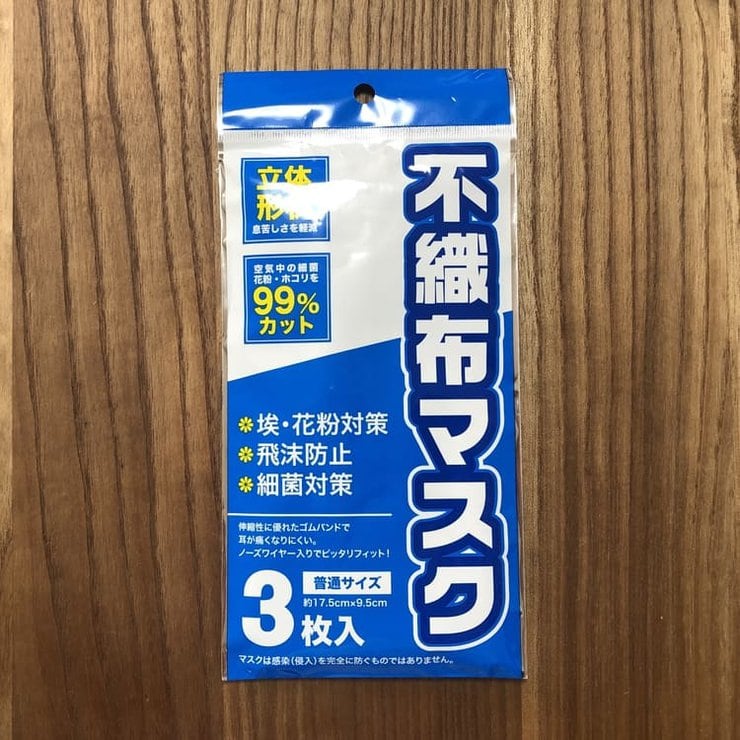 不織布マスク
立体
形状
息苦しさを軽減
空気中の細菌
花粉・ホコリを
99%
カット
埃・花粉対策
飛沫防止
細菌対策
伸縮性に優れたゴムバンドで
耳が痛くなりにくい。
ノーズワイヤー入りでピッタリフィット!
3枚入
普通サイズ
約17.5cm×9.5cm
マスクは感染(侵入)を完全に防ぐものではありません。